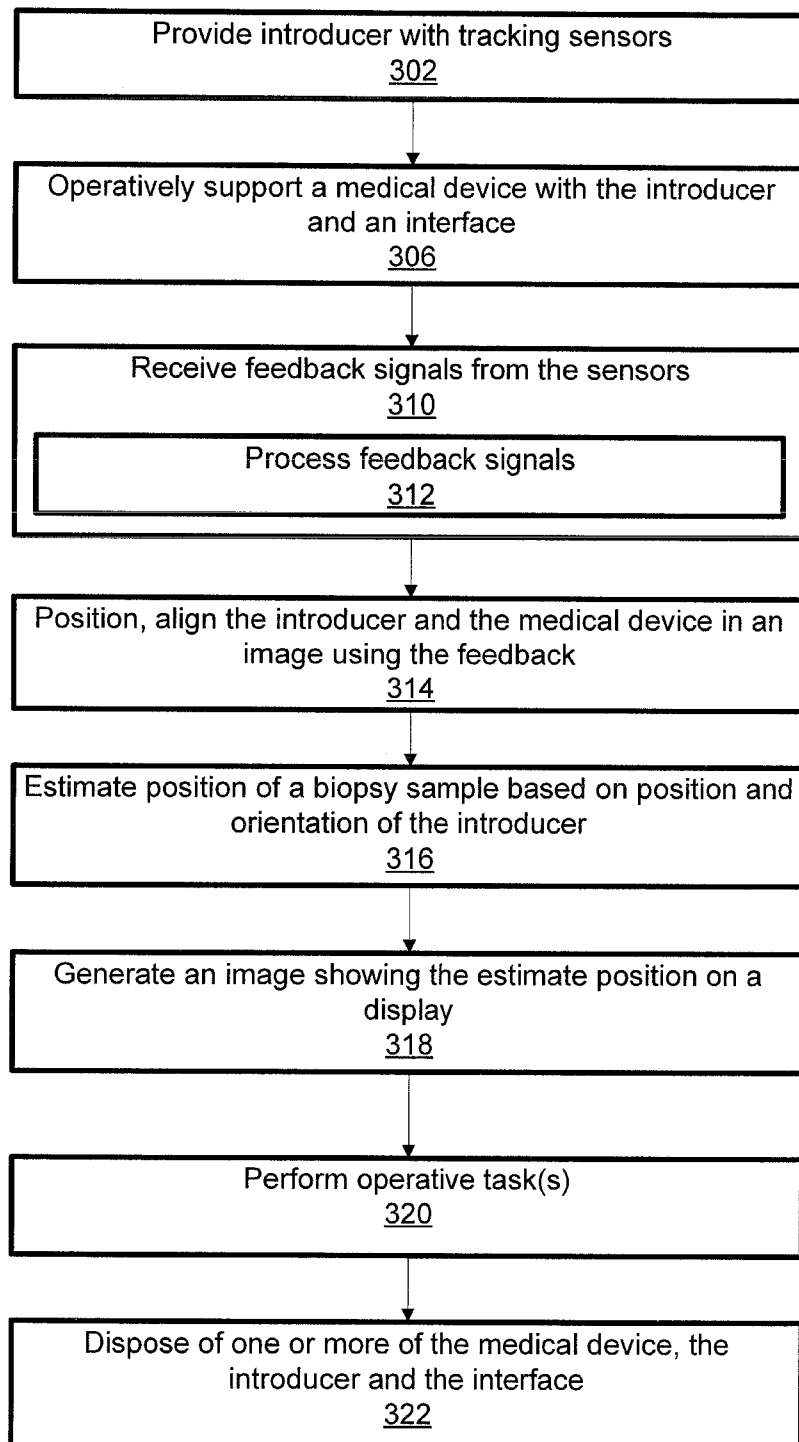 Provide introducer with tracking sensors
302
Operatively support a medical device with the introducer
and an interface
306
Receive feedback signals from the sensors
310
Process feedback signals
312
Position, align the introducer and the medical device in an
image using the feedback
314
Estimate position of a biopsy sample based on position and
orientation of the introducer
316
Generate an image showing the estimate position on a
display
318
Perform operative task(s)
320
Dispose of one or more of the medical device, the
introducer and the interface
322